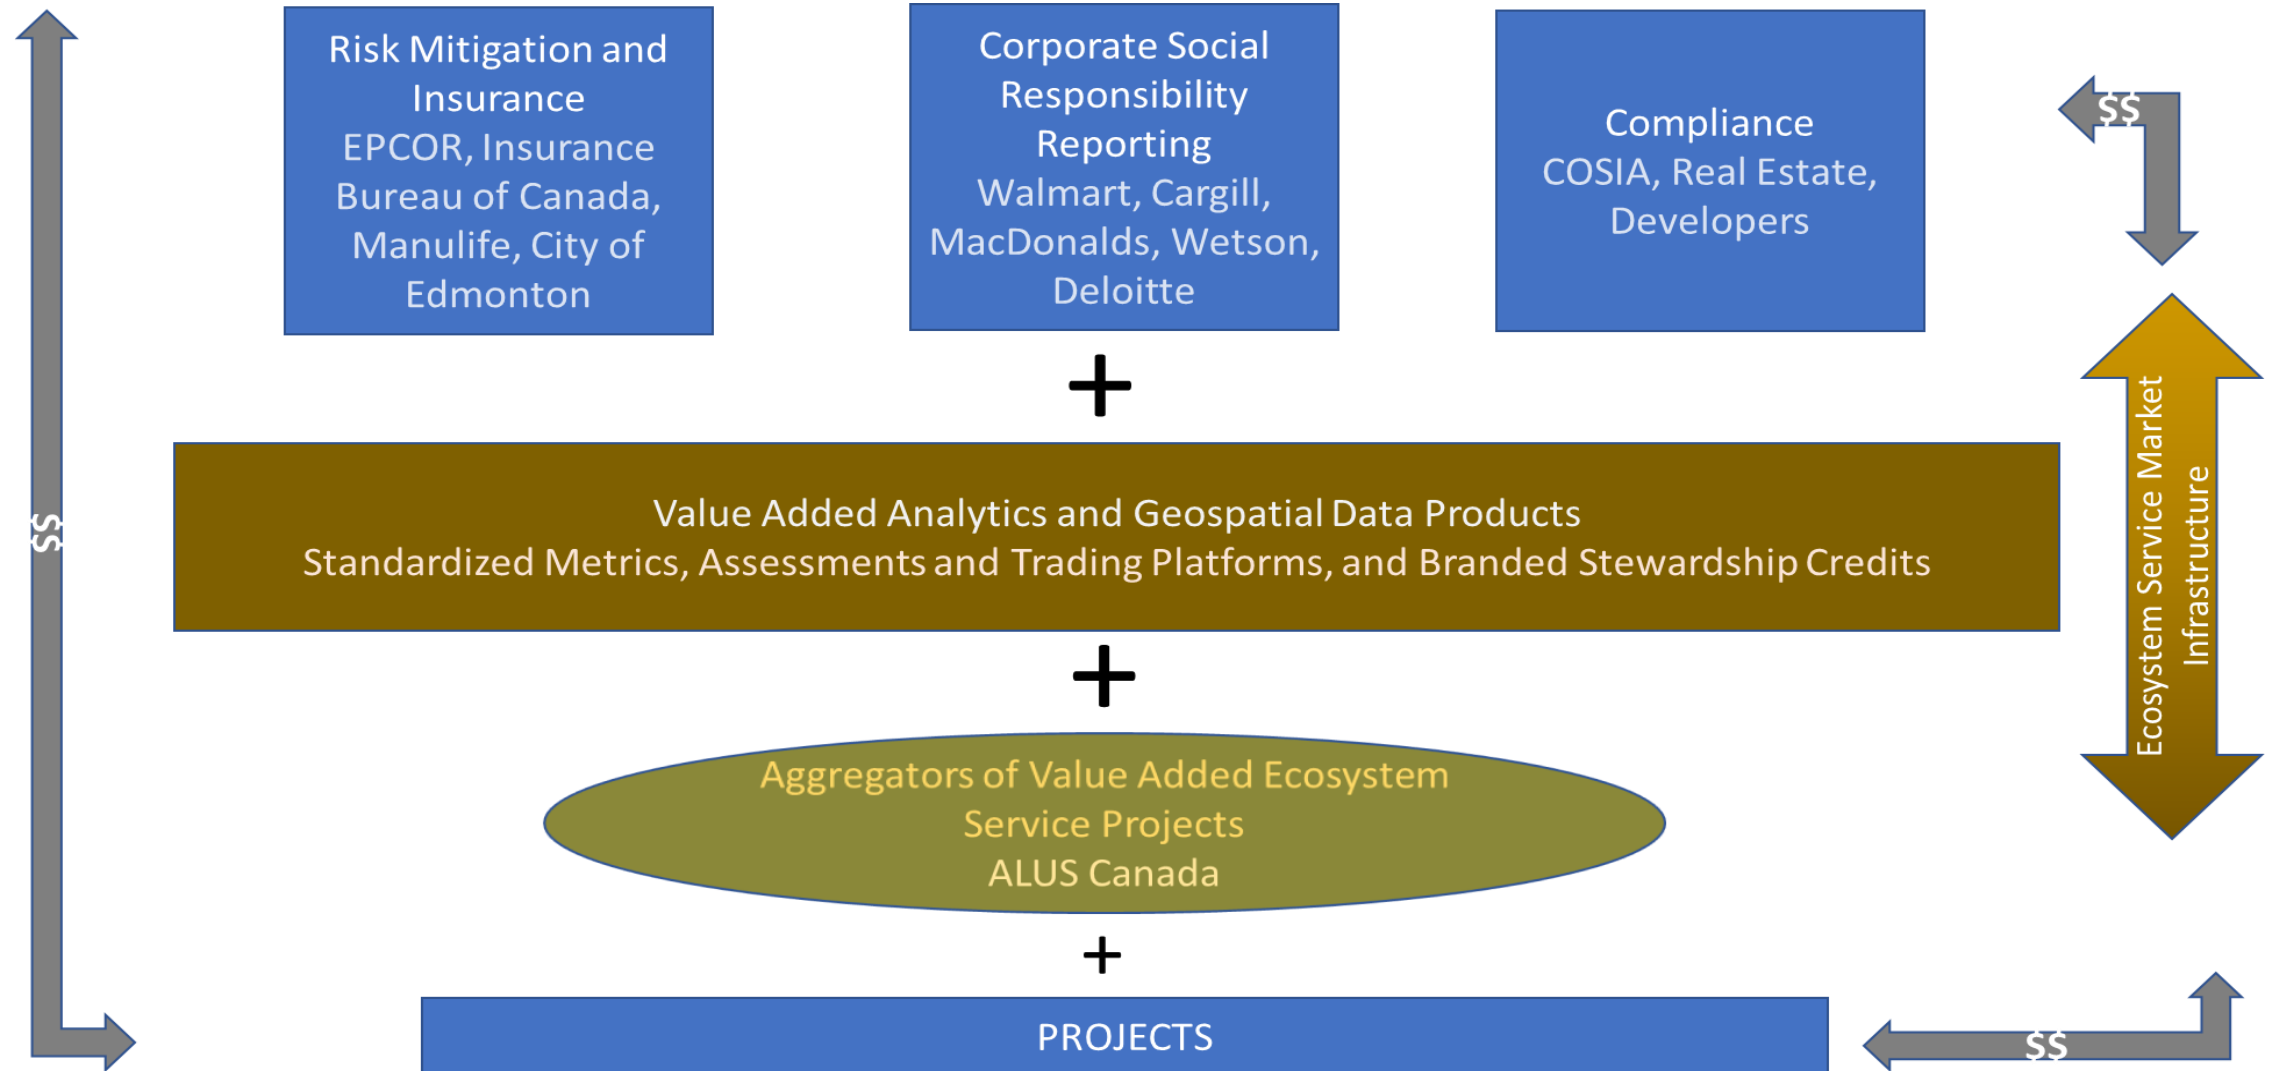 Risk Mitigation and
Insurance
EPCOR, Insurance
Bureau of Canada,
Manulife, City of
Edmonton
Corporate Social
Responsibility
Reporting
Walmart, Cargill,
MacDonalds, Wetson,
Deloitte
Compliance
COSIA, Real Estate,
Developers
$$
$$
Value Added Analytics and Geospatial Data Products
Standardized Metrics, Assessments and Trading Platforms, and Branded Stewardship Credits
Ecosystem Service Market
Infrastructure
Aggregators of Value Added Ecosystem
Service Projects
ALUS Canada
PROJECTS
$$